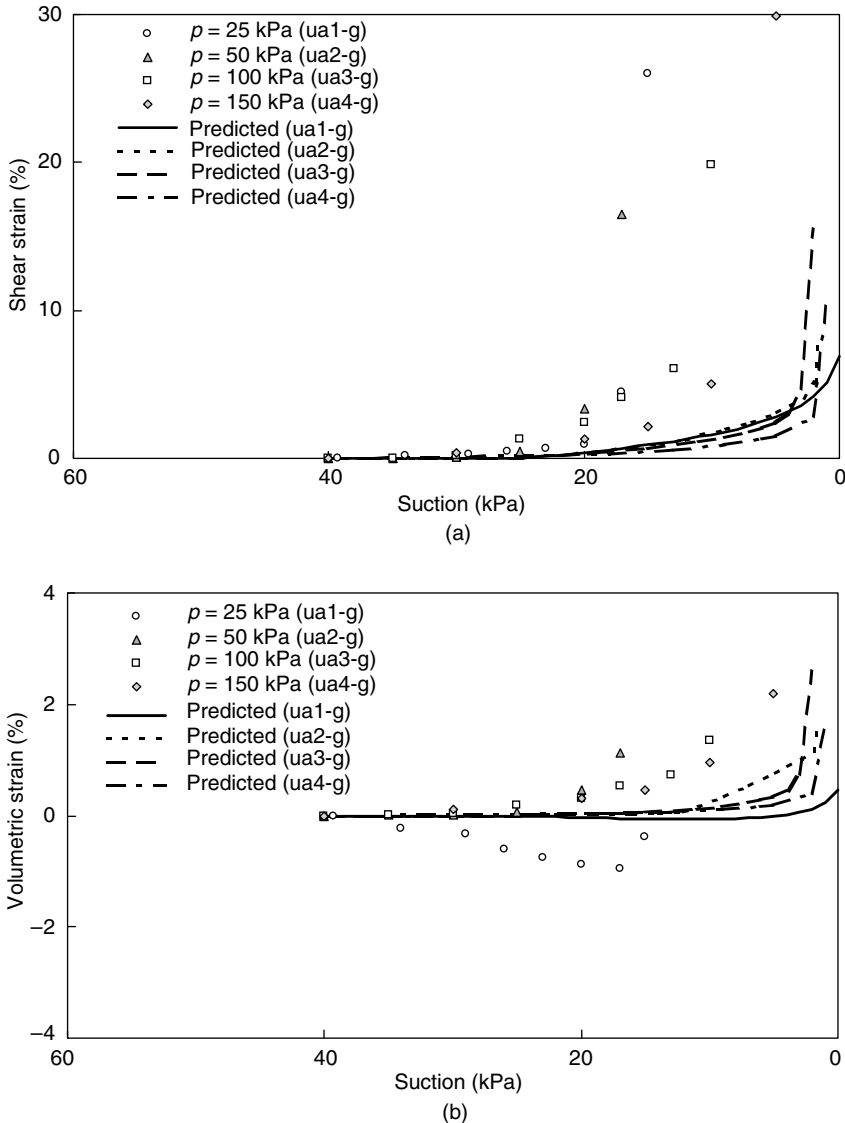 30
p = 25 kPa (ua1-g)
p = 50 kPa (ua2-g)
p = 100 kPa (ua3-g)
p = 150 kPa (ua4-g)
Predicted (ua1-g)
Predicted (ua2-g)
Predicted (ua3-g)
Predicted (ua4-g)
20
10
0
Shear strain (%)
60
40
20
0
Suction (kPa)
(a)
4
p = 25 kPa (ua1-g)
p = 50 kPa (ua2-g)
p = 100 kPa (ua3-g)
p = 150 kPa (ua4-g)
Predicted (ua1-g)
Predicted (ua2-g)
Predicted (ua3-g)
Predicted (ua4-g)
2
0
–2
–4
Volumetric strain (%)
60
40
20
0
Suction (kPa)
(b)